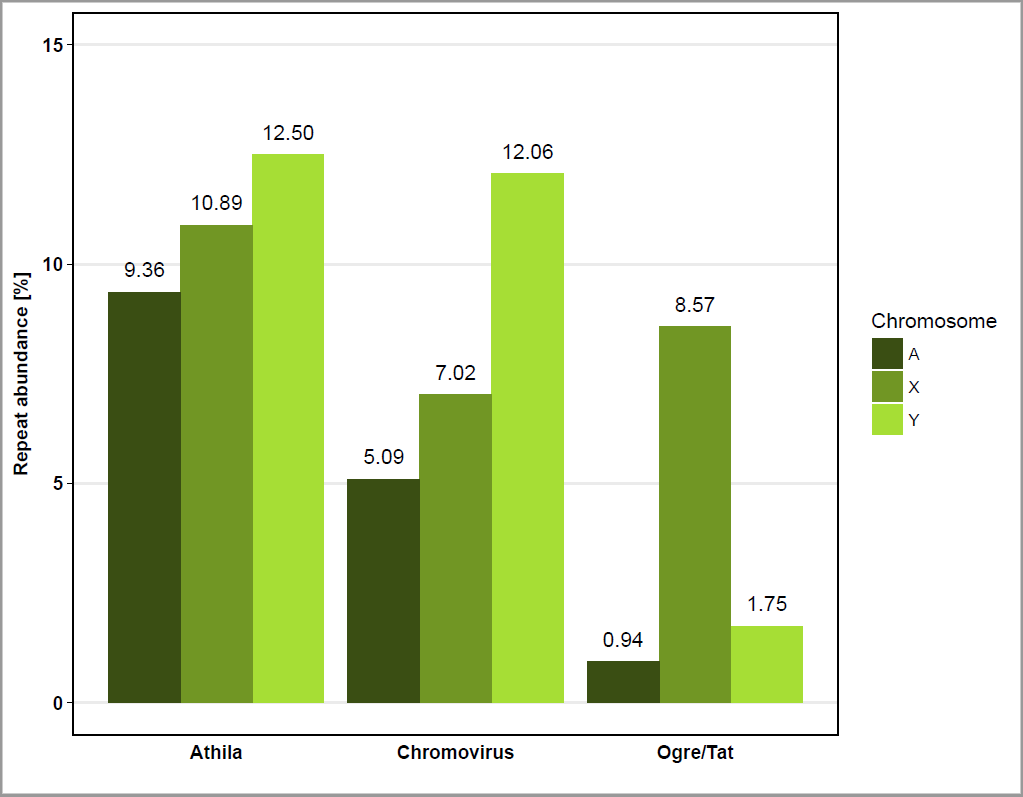 15
12.50
12.06
10.89
10
9.36
8.57
7.02
5.09
5
1.75
0.94
0
Repeat abundance [%]
Athila Chromovirus Ogre/Tat
Chromosome
A
X
Y